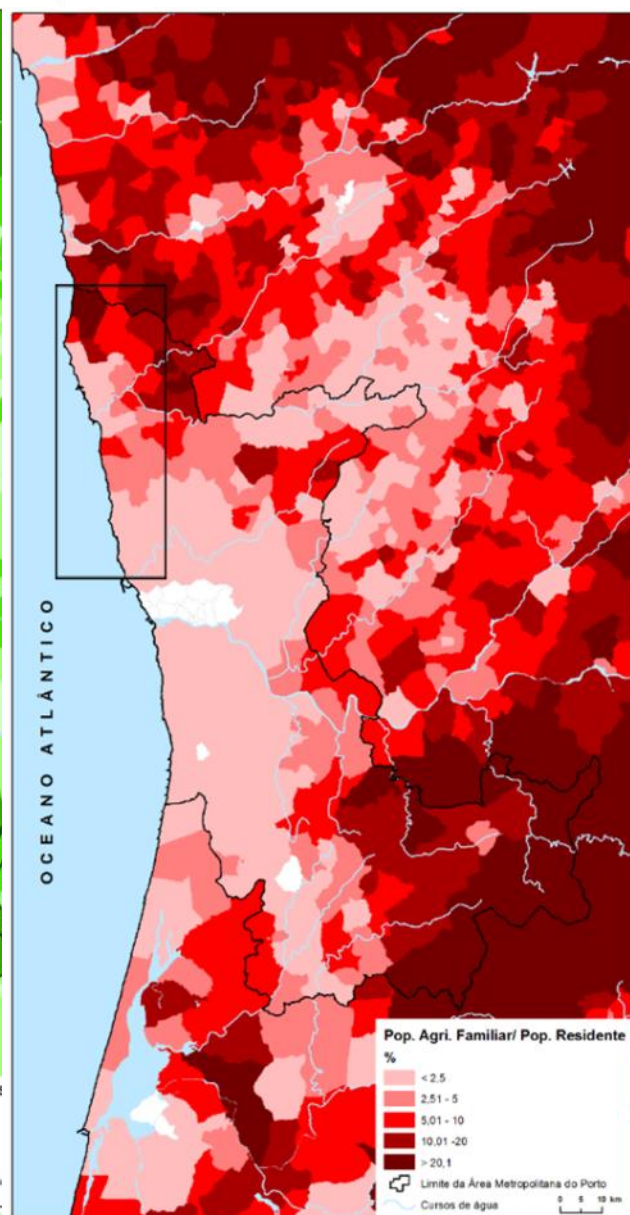 OCEANO ATLÂNTICO
Pop. Agri. Familiar/ Pop. Residente
%
< 2,5
2,51 - 5
5,01 - 10
10,01 -20
> 20,1
Limite da Área Metropolitana do Porto
Cursos de água
0 5 10 km